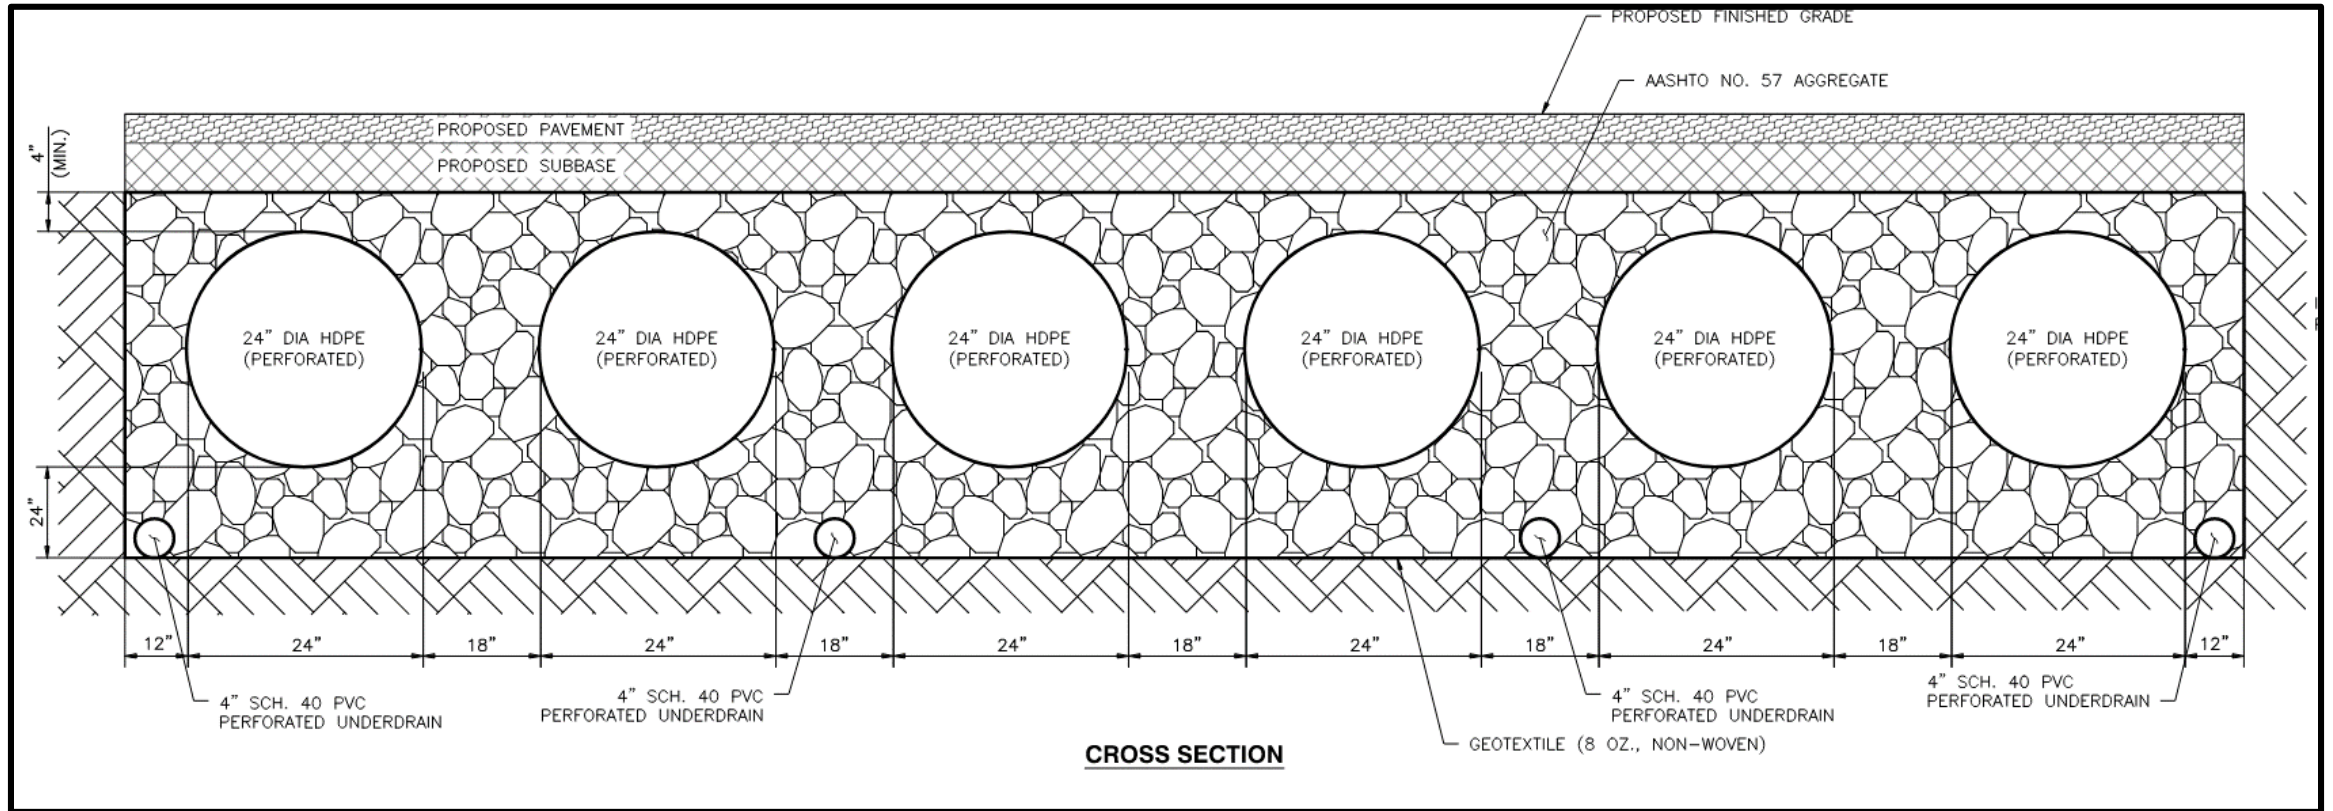 PROPOSED FINISHED GRADE
AASHTO NO. 57 AGGREGATE
PROPOSED PAVEMENT
4"
(MIN.)
PROPOSED SUBBASE
24" DIA HDPE
(PERFORATED)
24" DIA HDPE
(PERFORATED)
24" DIA HDPE
(PERFORATED)
24" DIA HDPE
(PERFORATED)
24" DIA HDPE
(PERFORATED)
24" DIA HDPE
(PERFORATED)
24"
12"
24"
18"
24"
18"
24"
18"
24"
18"
24"
18"
24"
12"
4" SCH. 40 PVC
PERFORATED UNDERDRAIN
4" SCH. 40 PVC
PERFORATED UNDERDRAIN
4" SCH. 40 PVC
PERFORATED UNDERDRAIN
4" SCH. 40 PVC
PERFORATED UNDERDRAIN
GEOTEXTILE (8 OZ., NON-WOVEN)
CROSS SECTION